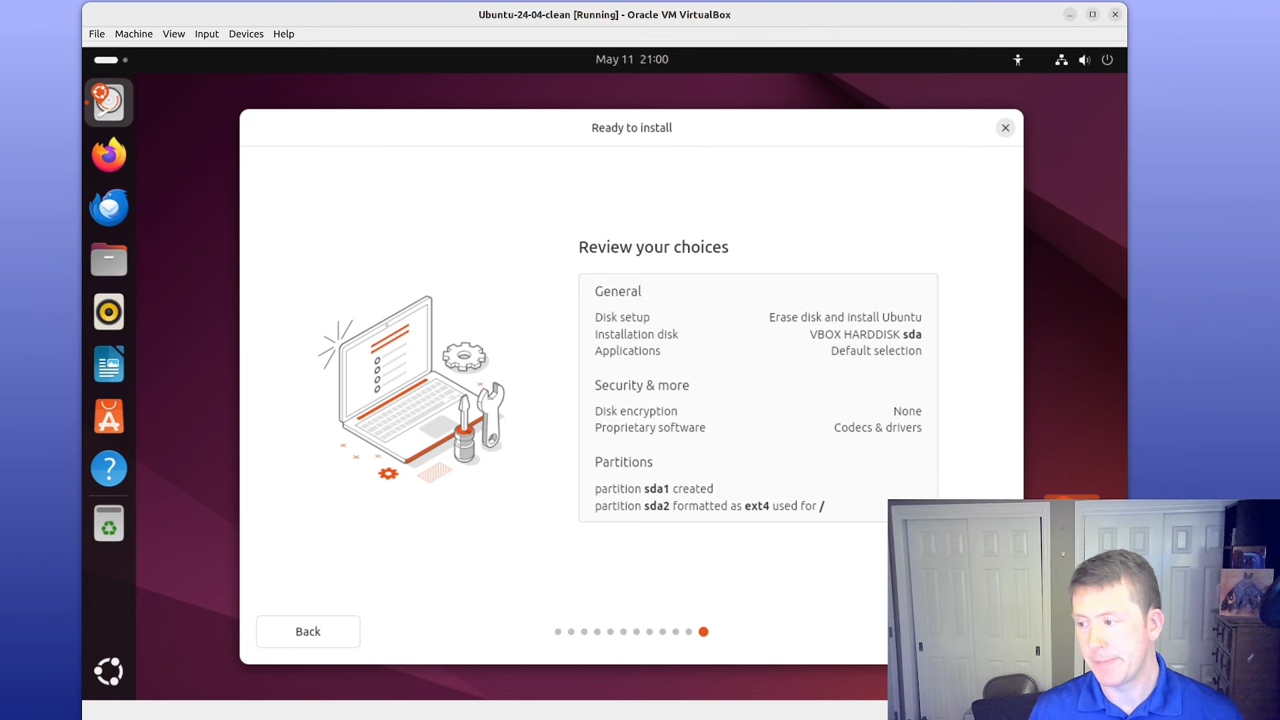 Ubuntu-24-04-clean [Running] - Oracle VM VirtualBox
File Machine View Input Devices Help
May 11 21:00
Ready to install
Review your choices
General
Disk setup Erase disk and install Ubuntu
Installation disk VBOX HARDDISK sda
Applications Default selection
Security & more
Disk encryption None
Proprietary software Codecs & drivers
Partitions
partition sda1 created
partition sda2 formatted as ext4 used for /
Back